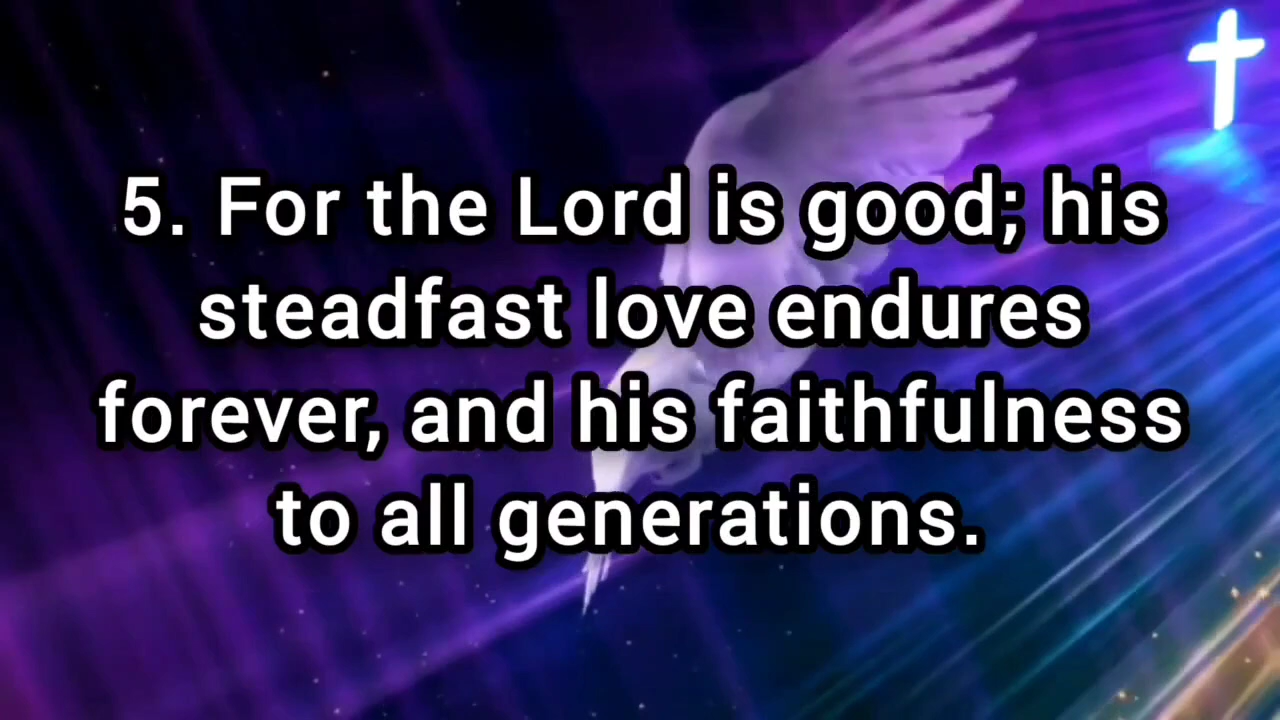 5. For the Lord is good; his
steadfast love endures
forever, and his faithfulness
to all generations.